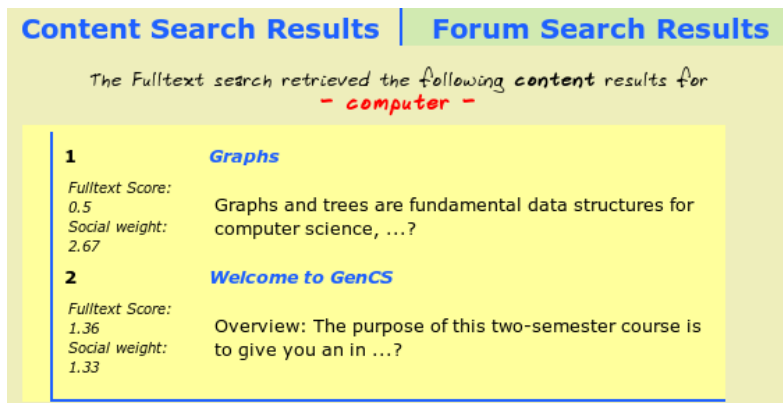 Content Search Results | Forum Search Results
The Fulltext search retrieved the following content results for
- computer -
1 Graphs
Fulltext Score:
0.5
Social weight:
2.67
Graphs and trees are fundamental data structures for
computer science, ...?
2 Welcome to GenCS
Fulltext Score:
1.36
Social weight:
1.33
Overview: The purpose of this two-semester course is
to give you an in ...?